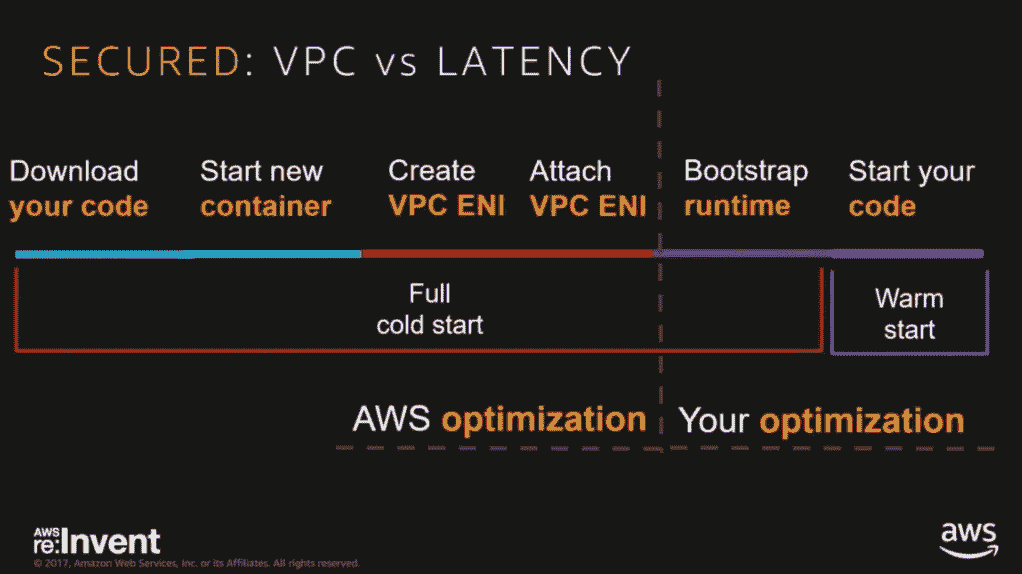 SECURED: VPC vs LATENCY
Download
your code
Start new
container
Create
VPC ENI
Attach
VPC ENI
Bootstrap
runtime
Start your
code
Full
cold start
Warm
start
AWS optimization
Your optimization
AWS
re:Invent
© 2017, Amazon Web Services, Inc. or its Affiliates. All rights reserved.
aws